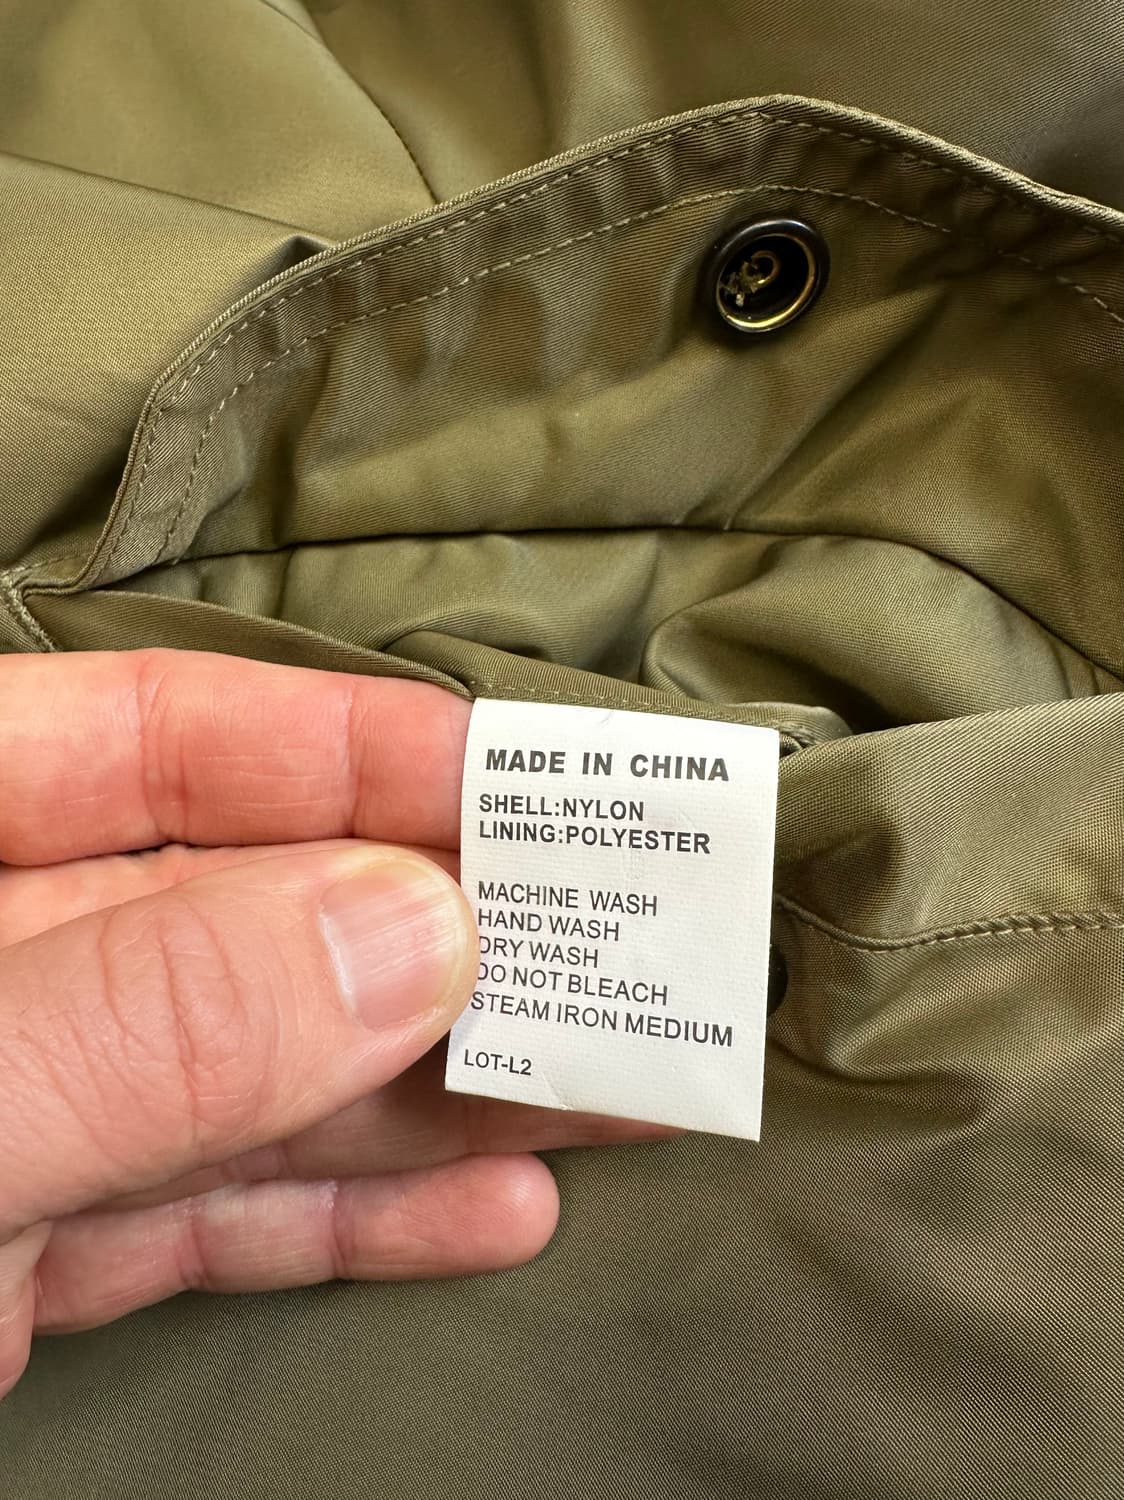 MADE IN CHINA
SHELL:NYLON
LINING:POLYESTER
MACHINE WASH
HAND WASH
DRY WASH
DO NOT BLEACH
STEAM IRON MEDIUM
LOT-L2